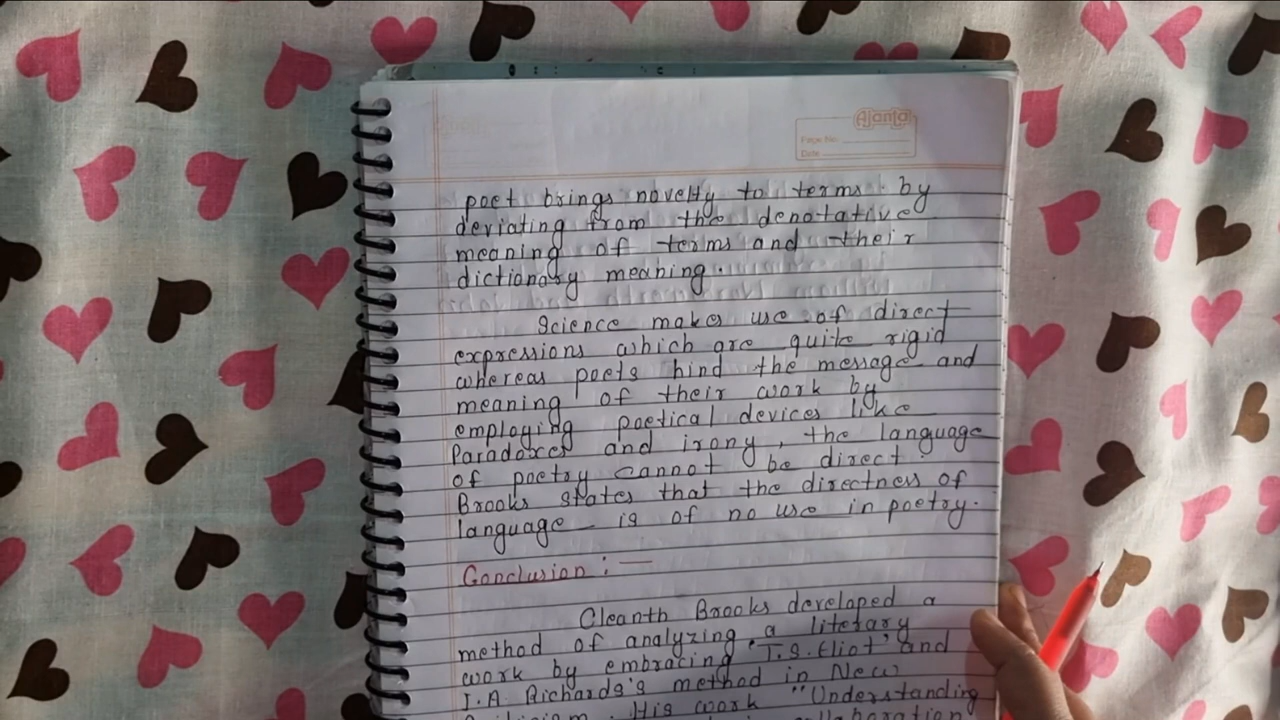 Ajanta
Page No.
Date
poet brings novelty to terms by
deviating from the denotative
meaning of terms and their
dictionary meaning.
Science makes use of direct
expressions which are quite rigid
whereas poets hind the message and
meaning of their work by
employing poetical devices like
Paradoxes and irony, the language
of poetry cannot be direct.
Brooks states that the directness of
language is of no use in poetry.
Conclusion :—
Cleanth Brooks developed a
method of analyzing a literary
work by embracing T.S. Eliot and
I.A. Richards's method in New
His work "Understanding